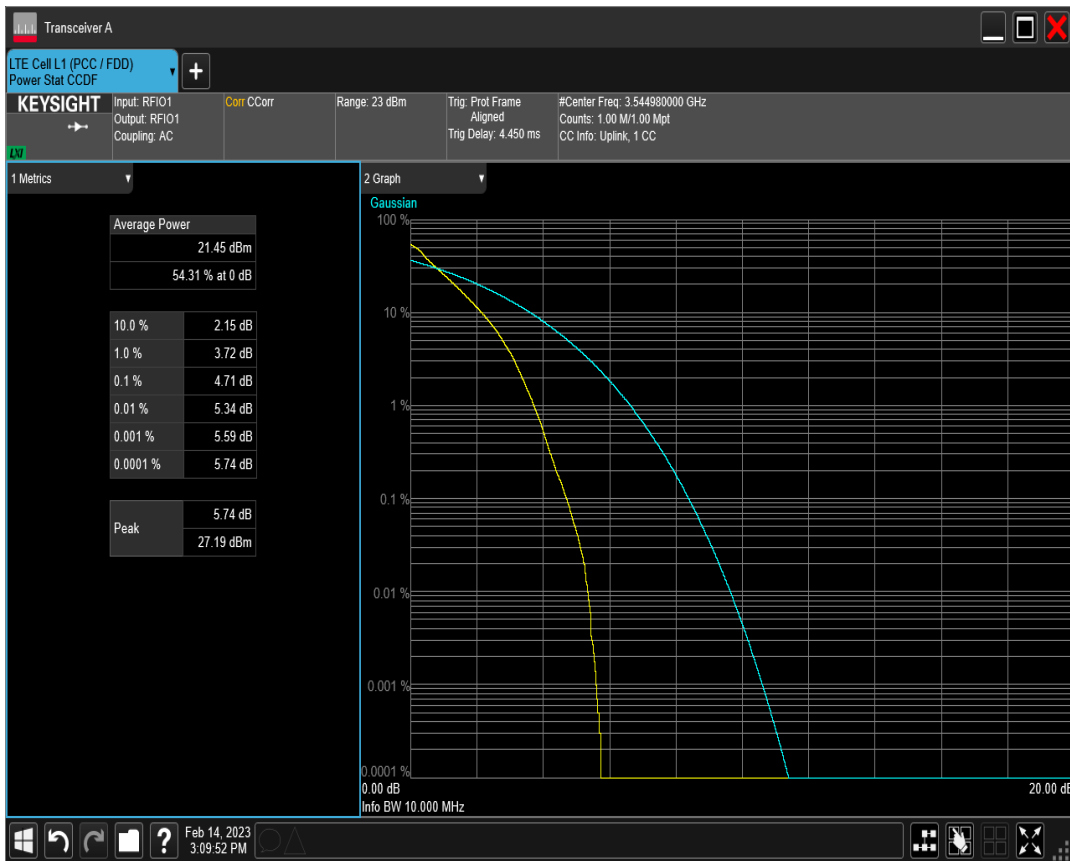 Transceiver A
LTE Cell L1 (PCC / FDD)
Power Stat CCDF
+
KEYSIGHT
LXI
Input: RFIO1
Output: RFIO1
Coupling: AC
Corr CCorr
Range: 23 dBm
Trig: Prot Frame
Aligned
Trig Delay: 4.450 ms
#Center Freq: 3.544980000 GHz
Counts: 1.00 M/1.00 Mpt
CC Info: Uplink, 1 CC
1 Metrics
Average Power
21.45 dBm
54.31 % at 0 dB
10.0 % 2.15 dB
1.0 % 3.72 dB
0.1 % 4.71 dB
0.01 % 5.34 dB
0.001 % 5.59 dB
0.0001 % 5.74 dB
Peak
5.74 dB
27.19 dBm
2 Graph
Gaussian
100 %
10 %
1 %
0.1 %
0.01 %
0.001 %
0.0001 %
0.00 dB
20.00 dB
Info BW 10.000 MHz
?
Feb 14, 2023
3:09:52 PM